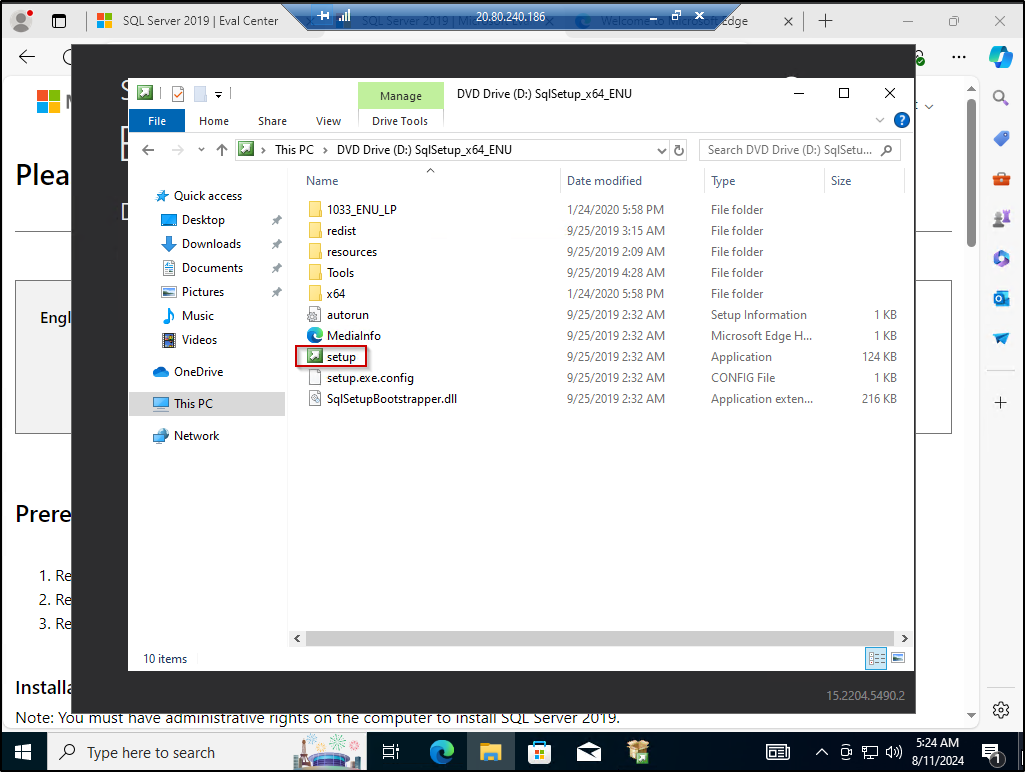 SQL Server 2019 | Eval Center
20.80.240.186
SQL Server 2019 | Mi
Welcome to Microsoft Edge
Manage
DVD Drive (D:) SqlSetup_x64_ENU
File
Home
Share
View
Drive Tools
This PC
DVD Drive (D:) SqlSetup_x64_ENU
Search DVD Drive (D:) SqlSetu...
Plea
Name
Date modified
Type
Size
Quick access
Desktop
Downloads
Documents
Pictures
Music
Videos
OneDrive
This PC
Network
1033_ENU_LP 1/24/2020 5:58 PM File folder
redist 9/25/2019 3:15 AM File folder
resources 9/25/2019 2:09 AM File folder
Tools 9/25/2019 4:28 AM File folder
x64 1/24/2020 5:58 PM File folder
autorun 9/25/2019 2:32 AM Setup Information 1 KB
MediaInfo 9/25/2019 2:32 AM Microsoft Edge H... 1 KB
setup 9/25/2019 2:32 AM Application 124 KB
setup.exe.config 9/25/2019 2:32 AM CONFIG File 1 KB
SqlSetupBootstrapper.dll 9/25/2019 2:32 AM Application exten... 216 KB
Engl
Prere
1. Re
2. Re
3. Re
10 items
Installa
15.2204.5490.2
Note: You must have administrative rights on the computer to install SQL Server 2019.
Type here to search
5:24 AM
8/11/2024
1